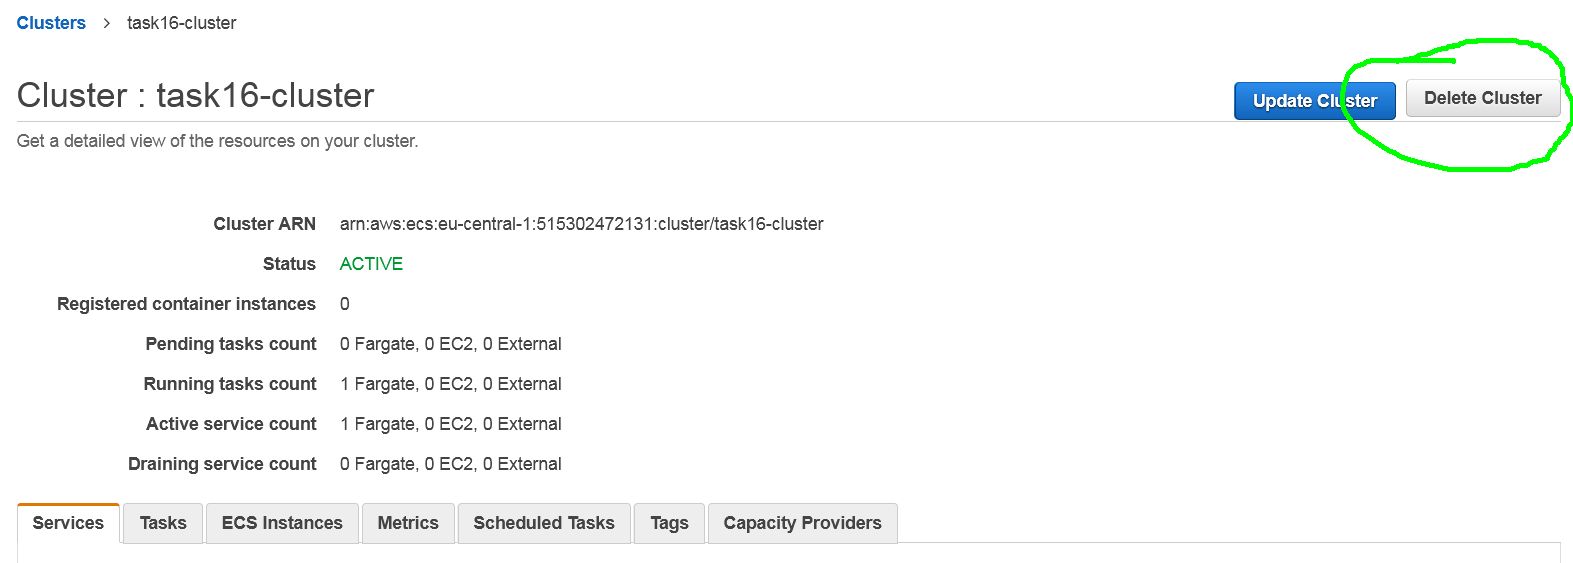 Clusters > task16-cluster
Cluster : task16-cluster
Update Cluster Delete Cluster
Get a detailed view of the resources on your cluster.
Cluster ARN arn:aws:ecs:eu-central-1:515302472131:cluster/task16-cluster
Status ACTIVE
Registered container instances 0
Pending tasks count 0 Fargate, 0 EC2, 0 External
Running tasks count 1 Fargate, 0 EC2, 0 External
Active service count 1 Fargate, 0 EC2, 0 External
Draining service count 0 Fargate, 0 EC2, 0 External
Services Tasks ECS Instances Metrics Scheduled Tasks Tags Capacity Providers